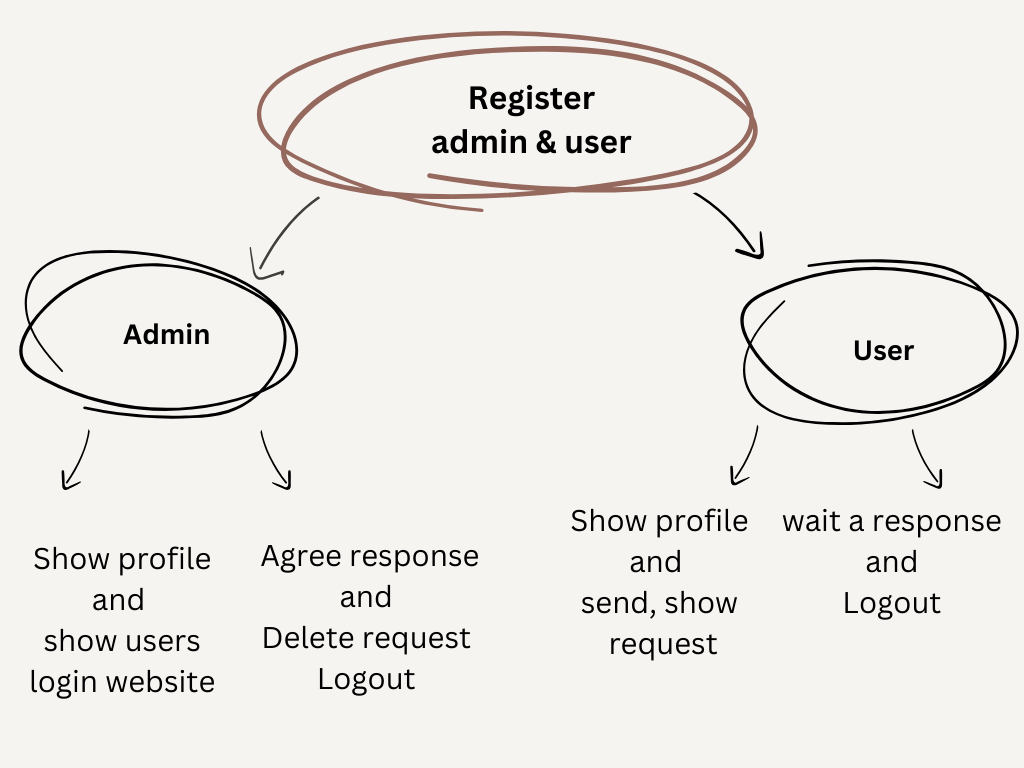 Register
admin & user
Admin
User
Show profile
and
show users
login website
Agree response
and
Delete request
Logout
Show profile
and
send, show
request
wait a response
and
Logout